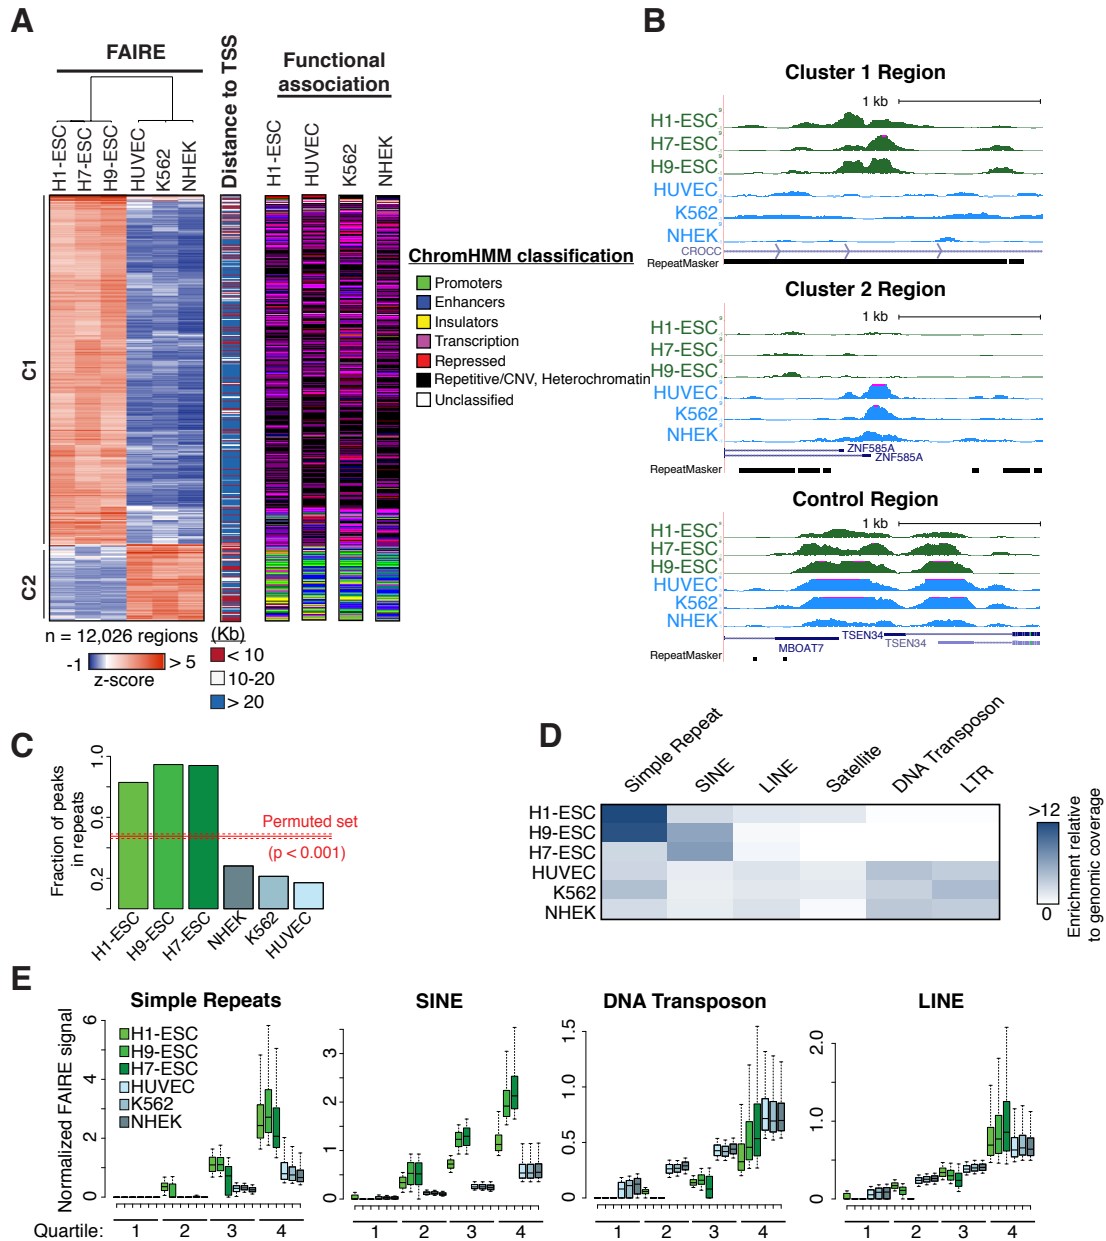 A
FAIRE
H1-ESC
H7-ESC
H9-ESC
HUVEC
K562
NHEK
Distance to TSS
Functional
association
H1-ESC
HUVEC
K562
NHEK
C1
C2
n = 12,026 regions
-1
> 5
z-score
(Kb)
< 10
10-20
> 20
ChromHMM classification
Promoters
Enhancers
Insulators
Transcription
Repressed
Repetitive/CNV, Heterochromatin
Unclassified
B
Cluster 1 Region
1 kb
H1-ESC
H7-ESC
H9-ESC
HUVEC
K562
NHEK
CROCC
RepeatMasker
Cluster 2 Region
1 kb
H1-ESC
H7-ESC
H9-ESC
HUVEC
K562
NHEK
ZNF585A
ZNF585A
RepeatMasker
Control Region
1 kb
H1-ESC
H7-ESC
H9-ESC
HUVEC
K562
NHEK
TSEN34
MBOAT7
TSEN34
RepeatMasker
C
Fraction of peaks
in repeats
1.0
0.6
0.2
Permuted set
(p < 0.001)
H1-ESC
H9-ESC
H7-ESC
NHEK
K562
HUVEC
D
Simple Repeat
SINE
LINE
Satellite
DNA Transposon
LTR
H1-ESC
H9-ESC
H7-ESC
HUVEC
K562
NHEK
>12
0
Enrichment relative
to genomic coverage
E
Simple Repeats
Normalized FAIRE signal
6
4
2
0
H1-ESC
H9-ESC
H7-ESC
HUVEC
K562
NHEK
Quartile:
1
2
3
4
SINE
3
2
1
0
1
2
3
4
DNA Transposon
1.5
1.0
0.5
0
1
2
3
4
LINE
2.0
1.0
0
1
2
3
4